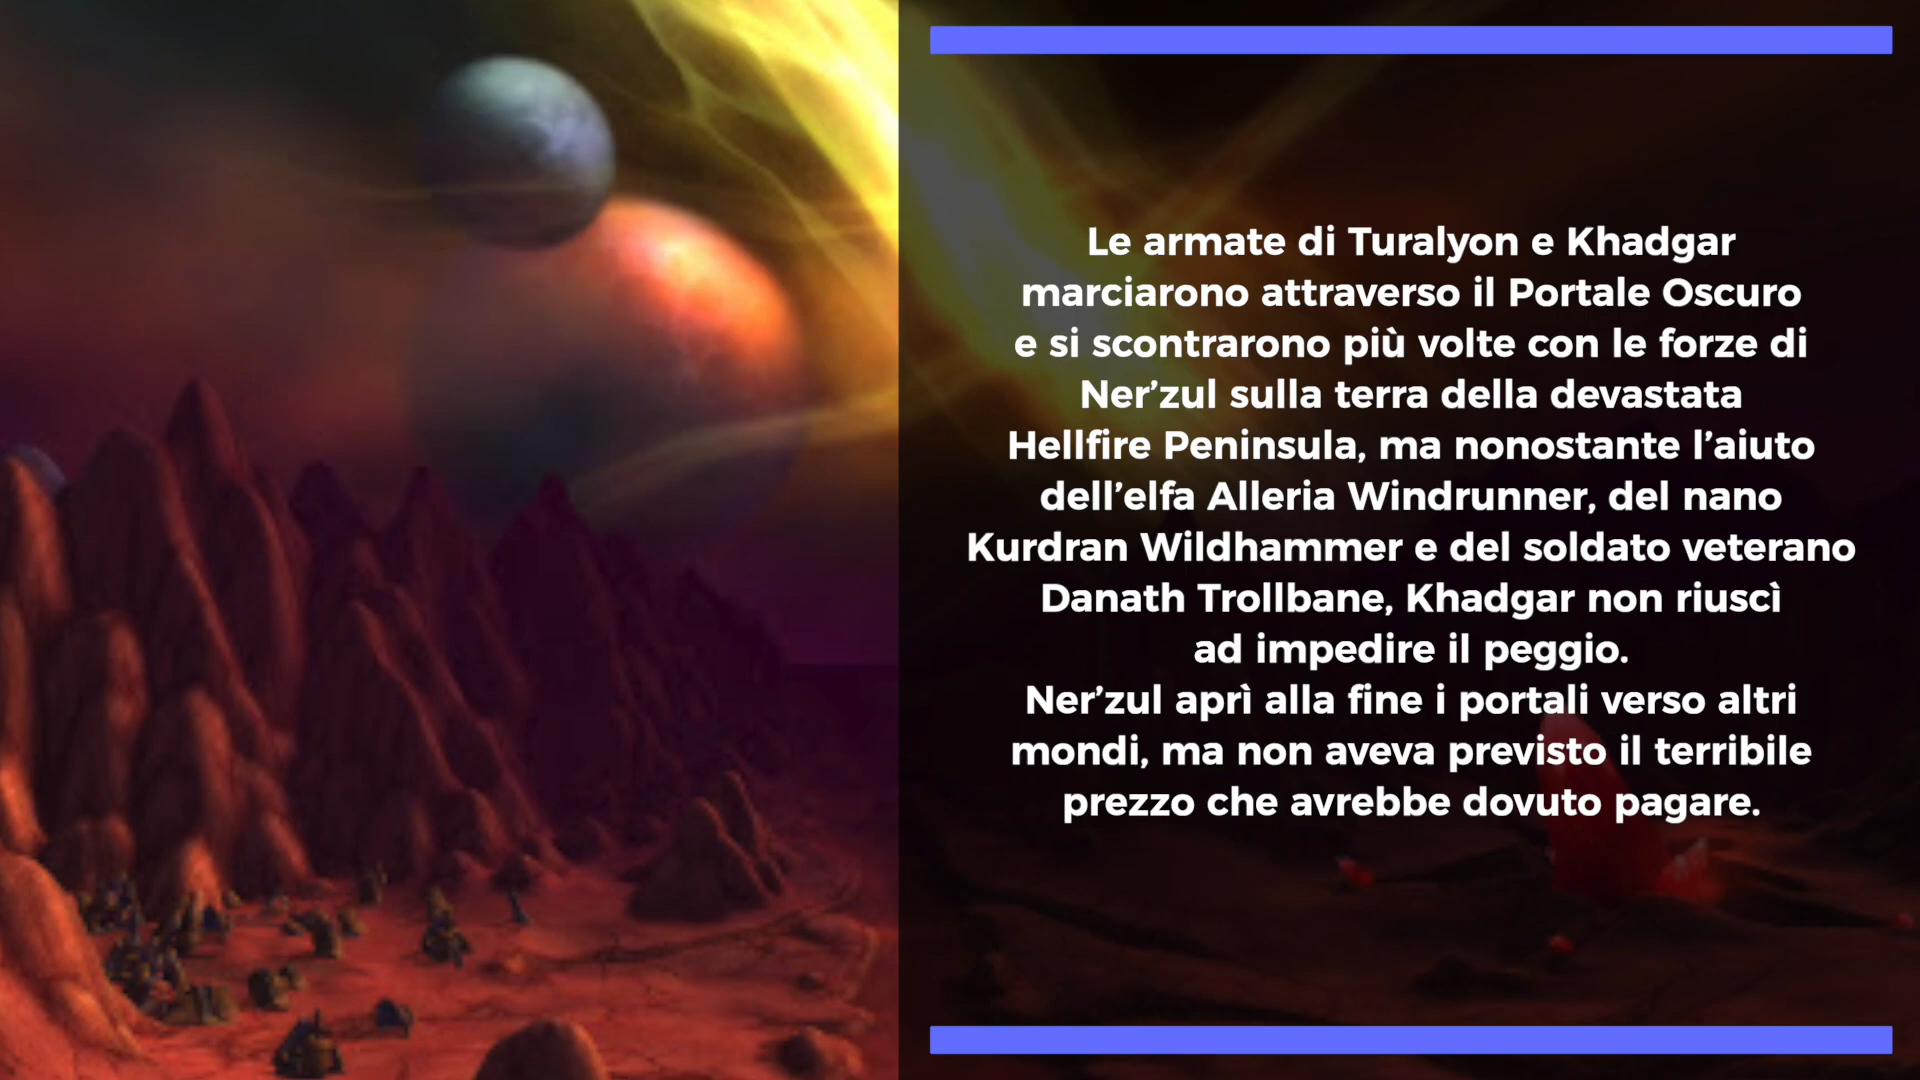 Le armate di Turalyon e Khadgar
marciarono attraverso il Portale Oscuro
e si scontrarono più volte con le forze di
Ner’zul sulla terra della devastata
Hellfire Peninsula, ma nonostante l’aiuto
dell’elfa Alleria Windrunner, del nano
Kurdran Wildhammer e del soldato veterano
Danath Trollbane, Khadgar non riuscì
ad impedire il peggio.
Ner’zul aprì alla fine i portali verso altri
mondi, ma non aveva previsto il terribile
prezzo che avrebbe dovuto pagare.